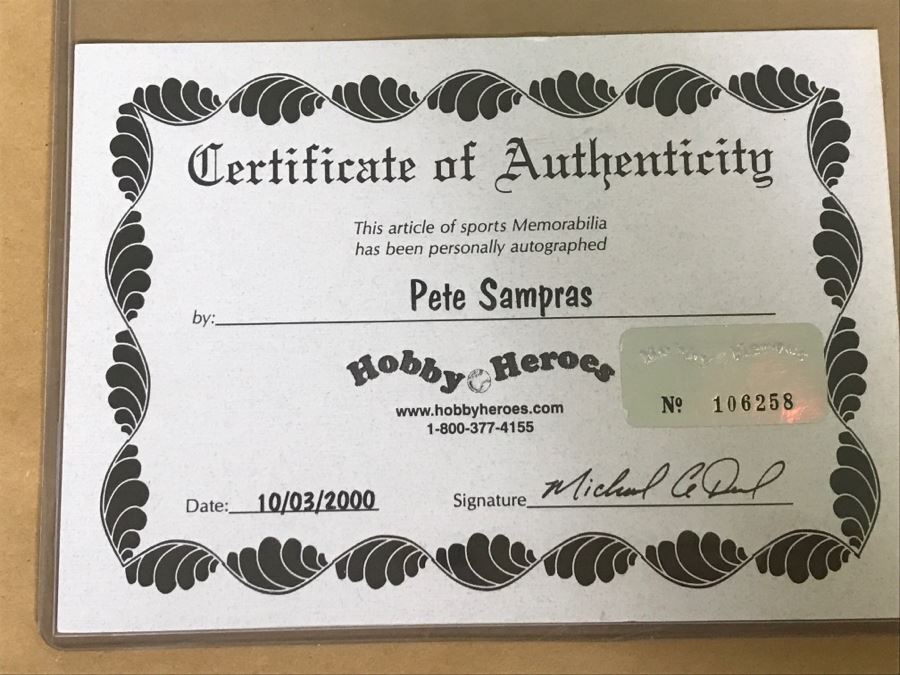 Certificate of Authenticity
This article of sports Memorabilia
has been personally autographed
by: Pete Sampras
Hobby Heroes
www.hobbyheroes.com
1-800-377-4155
Nº 106258
Date: 10/03/2000
Signature Michael